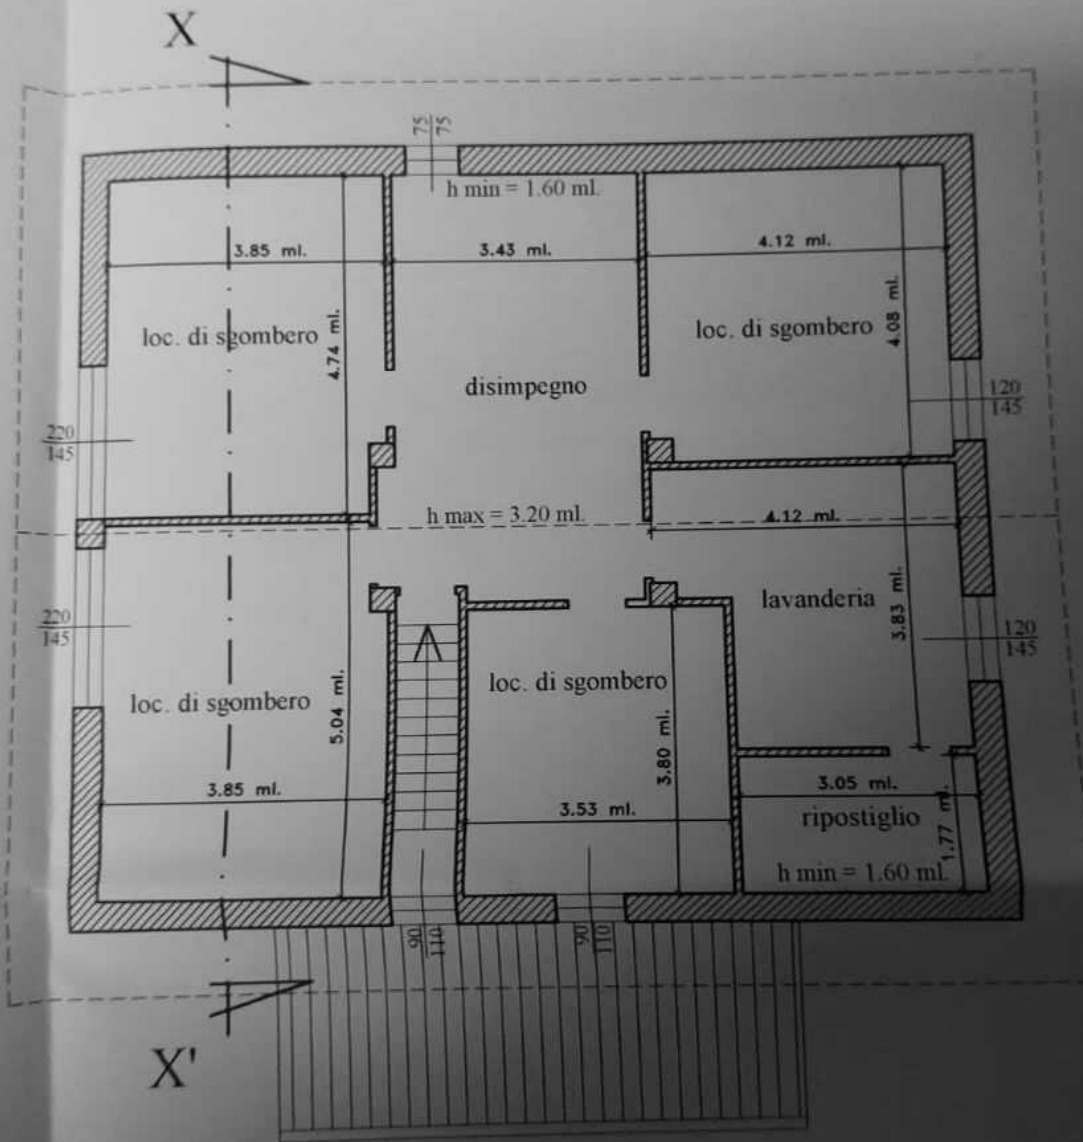 X
75
75
h min = 1.60 ml.
3.85 ml.
3.43 ml.
4.12 ml.
loc. di sgombero
4.74 ml.
disimpegno
loc. di sgombero
4.08 ml.
120
145
220
145
h max = 3.20 ml.
4.12 ml.
lavanderia
3.83 ml.
120
145
220
145
loc. di sgombero
5.04 ml.
loc. di sgombero
3.80 ml.
3.85 ml.
3.53 ml.
3.05 ml.
ripostiglio
1.77 ml.
h min = 1.60 ml.
90
110
90
110
X'